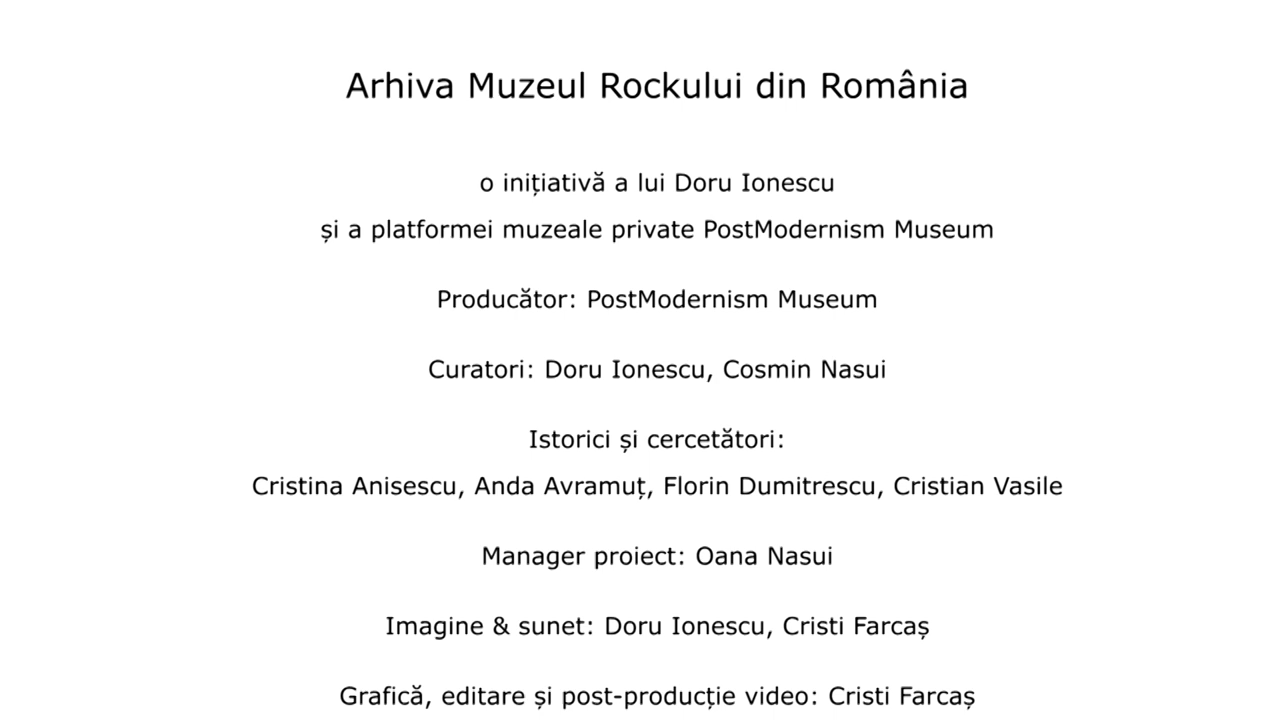 Arhiva Muzeul Rockului din România
o inițiativă a lui Doru Ionescu
și a platformei muzeale private PostModernism Museum
Producător: PostModernism Museum
Curatori: Doru Ionescu, Cosmin Nasui
Istorici și cercetători:
Cristina Anisescu, Anda Avramuț, Florin Dumitrescu, Cristian Vasile
Manager proiect: Oana Nasui
Imagine & sunet: Doru Ionescu, Cristi Farcaș
Grafică, editare și post-producție video: Cristi Farcaș